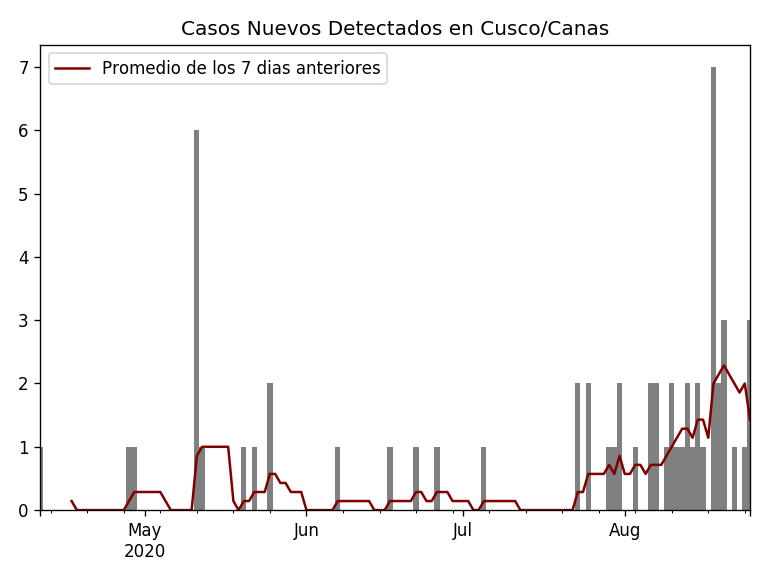 Casos Nuevos Detectados en Cusco/Canas
Promedio de los 7 dias anteriores
7
6
5
4
3
2
1
0
May
2020
Jun
Jul
Aug